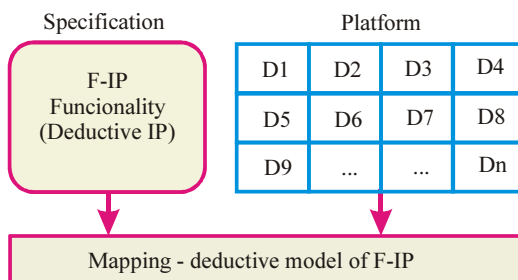 Specification
Platform
F-IP
Funcionality
(Deductive IP)
D1 D2 D3 D4
D5 D6 D7 D8
D9 ... ... Dn
Mapping - deductive model of F-IP